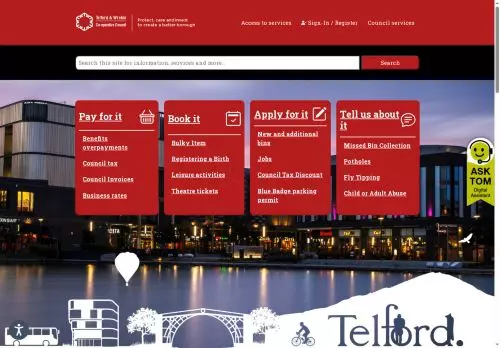 Telford & Wrekin
Co-operative Council
Protect, care and invest
to create a better borough
Access to services
Sign-In / Register
Council services
Search this site for information, services and more..
Search
Pay for it
Benefits
overpayments
Council tax
Council Invoices
Business rates
Book it
Bulky Item
Registering a Birth
Leisure activities
Theatre tickets
Apply for it
New and additional
bins
Jobs
Council Tax Discount
Blue Badge parking
permit
Tell us about
it
Missed Bin Collection
Potholes
Fly Tipping
Child or Adult Abuse
ASK
TOM
Digital
Assistant
Telford.